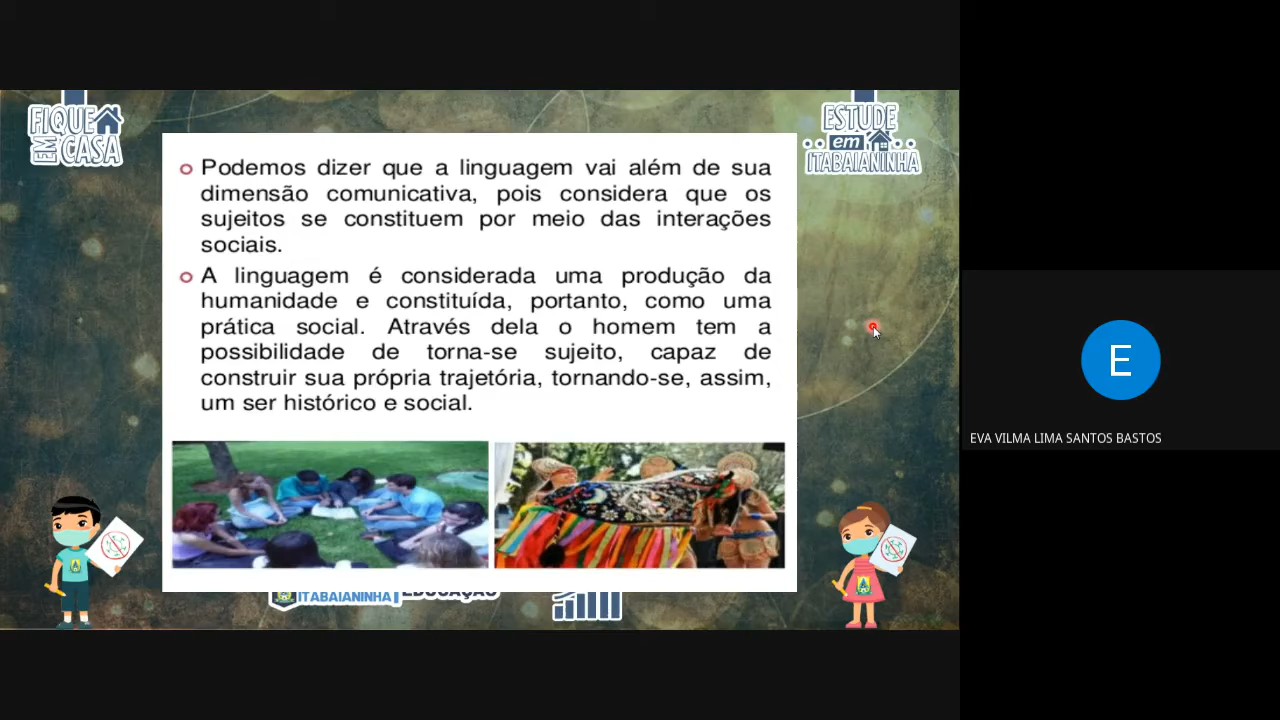 FIQUE
EM CASA
ESTUDE
em
ITABAIANINHA
Podemos dizer que a linguagem vai além de sua
dimensão comunicativa, pois considera que os
sujeitos se constituem por meio das interações
sociais.
A linguagem é considerada uma produção da
humanidade e constituída, portanto, como uma
prática social. Através dela o homem tem a
possibilidade de torna-se sujeito, capaz de
construir sua própria trajetória, tornando-se, assim,
um ser histórico e social.
ITABAIANINHA EDUCAÇÃO
E
EVA VILMA LIMA SANTOS BASTOS